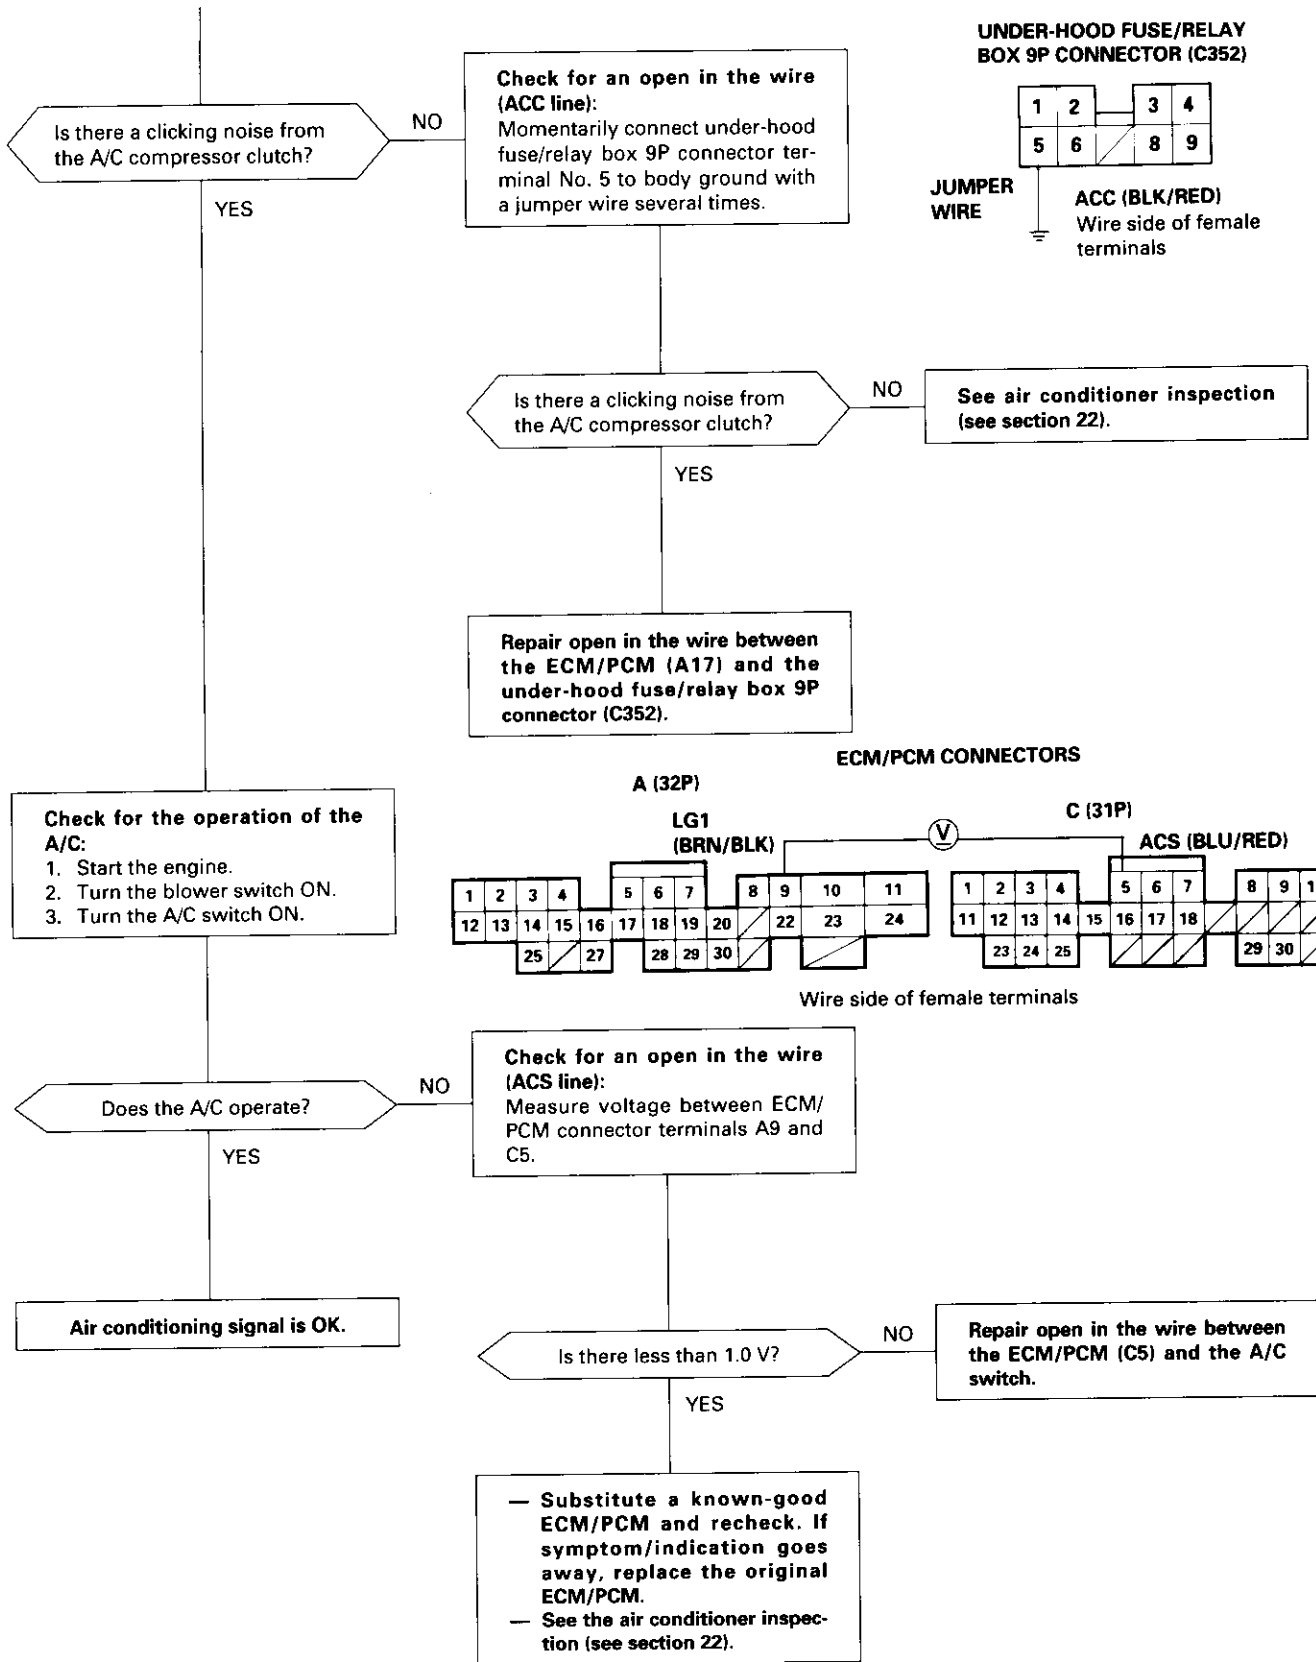 UNDER-HOOD FUSE/RELAY
BOX 9P CONNECTOR (C352)
Is there a clicking noise from
the A/C compressor clutch?
NO
YES
Check for an open in the wire
(ACC line):
Momentarily connect under-hood
fuse/relay box 9P connector ter-
minal No. 5 to body ground with
a jumper wire several times.
1 2 3 4
5 6 8 9
JUMPER
WIRE
ACC (BLK/RED)
Wire side of female
terminals
Is there a clicking noise from
the A/C compressor clutch?
NO
YES
See air conditioner inspection
(see section 22).
Repair open in the wire between
the ECM/PCM (A17) and the
under-hood fuse/relay box 9P
connector (C352).
ECM/PCM CONNECTORS
Check for the operation of the
A/C:
1. Start the engine.
2. Turn the blower switch ON.
3. Turn the A/C switch ON.
A (32P)
LG1
(BRN/BLK)
V
C (31P)
ACS (BLU/RED)
1 2 3 4 5 6 7 8 9 10 11
12 13 14 15 16 17 18 19 20 22 23 24
25 27 28 29 30
1 2 3 4 5 6 7 8 9 1
11 12 13 14 15 16 17 18
23 24 25 29 30
Wire side of female terminals
Does the A/C operate?
NO
YES
Check for an open in the wire
(ACS line):
Measure voltage between ECM/
PCM connector terminals A9 and
C5.
Air conditioning signal is OK.
Is there less than 1.0 V?
NO
YES
Repair open in the wire between
the ECM/PCM (C5) and the A/C
switch.
— Substitute a known-good
ECM/PCM and recheck. If
symptom/indication goes
away, replace the original
ECM/PCM.
— See the air conditioner inspec-
tion (see section 22).